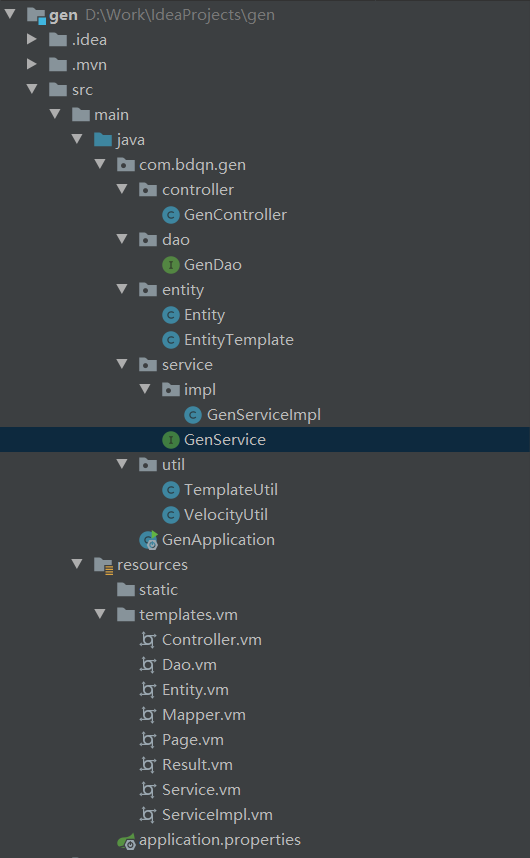 gen D:\Work\IdeaProjects\gen
.idea
.mvn
src
main
java
com.bdqn.gen
controller
GenController
dao
GenDao
entity
Entity
EntityTemplate
service
impl
GenServiceImpl
GenService
util
TemplateUtil
VelocityUtil
GenApplication
resources
static
templates.vm
Controller.vm
Dao.vm
Entity.vm
Mapper.vm
Page.vm
Result.vm
Service.vm
ServiceImpl.vm
application.properties